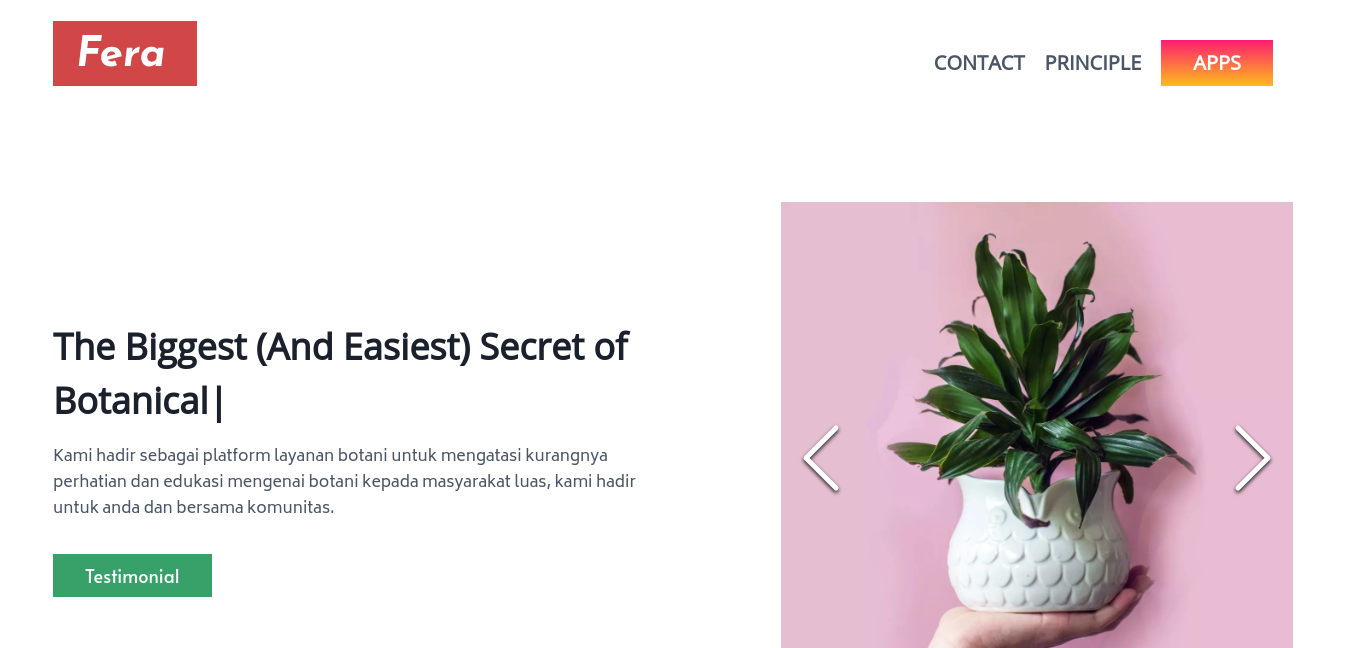 Fera
CONTACT PRINCIPLE APPS
The Biggest (And Easiest) Secret of
Botanical|
Kami hadir sebagai platform layanan botani untuk mengatasi kurangnya
perhatian dan edukasi mengenai botani kepada masyarakat luas, kami hadir
untuk anda dan bersama komunitas.
Testimonial